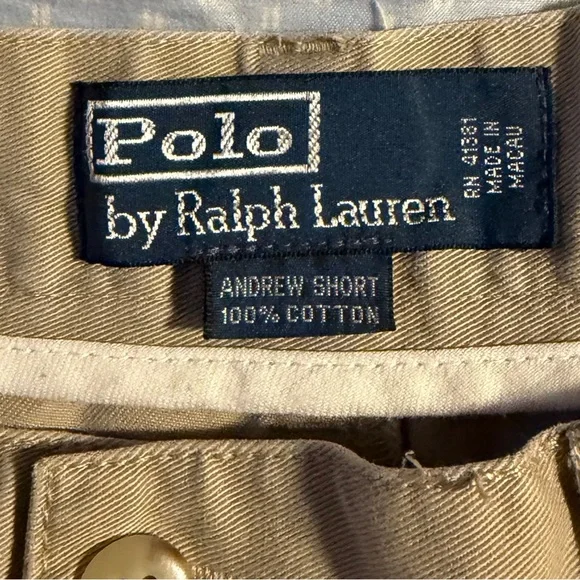 Polo
by Ralph Lauren
RN 41381
MADE IN
MACAU
ANDREW SHORT
100% COTTON